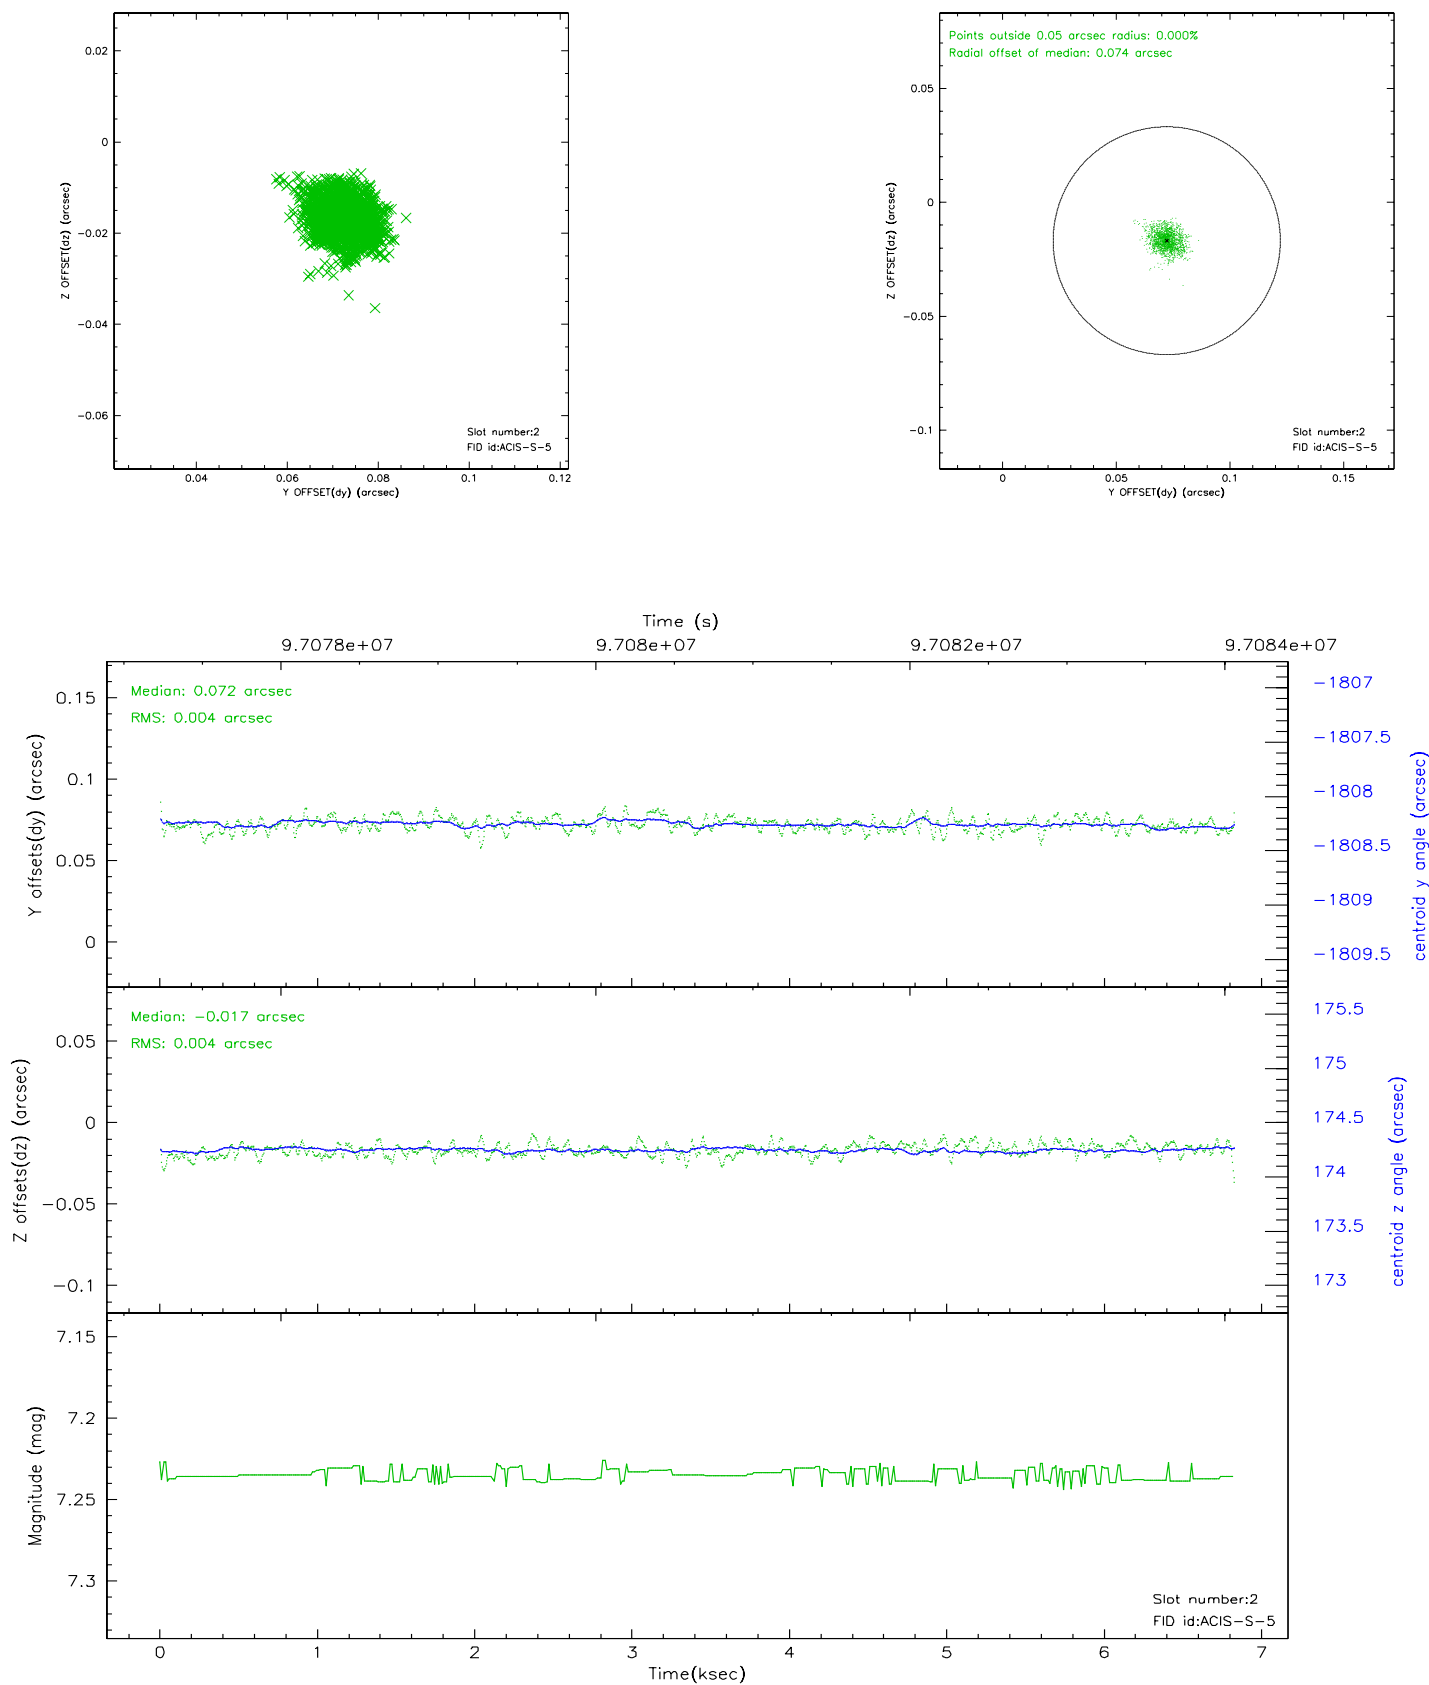 0.02
0
-0.02
-0.04
-0.06
Z OFFSET(dz) (arcsec)
Slot number:2
FID id:ACIS-S-5
0.04 0.06 0.08 0.1 0.12
Y OFFSET(dy) (arcsec)
Points outside 0.05 arcsec radius: 0.000%
Radial offset of median: 0.074 arcsec
0.05
0
-0.05
-0.1
Z OFFSET(dz) (arcsec)
Slot number:2
FID id:ACIS-S-5
0 0.05 0.1 0.15
Y OFFSET(dy) (arcsec)
Time (s)
9.7078e+07 9.708e+07 9.7082e+07 9.7084e+07
Median: 0.072 arcsec
RMS: 0.004 arcsec
0.15
0.1
0.05
0
Y offsets(dy) (arcsec)
-1807
-1807.5
-1808
-1808.5
-1809
-1809.5
centroid y angle (arcsec)
Median: -0.017 arcsec
RMS: 0.004 arcsec
0.05
0
-0.05
-0.1
Z offsets(dz) (arcsec)
175.5
175
174.5
174
173.5
173
centroid z angle (arcsec)
7.15
7.2
7.25
7.3
Magnitude (mag)
Slot number:2
FID id:ACIS-S-5
0 1 2 3 4 5 6 7
Time(ksec)